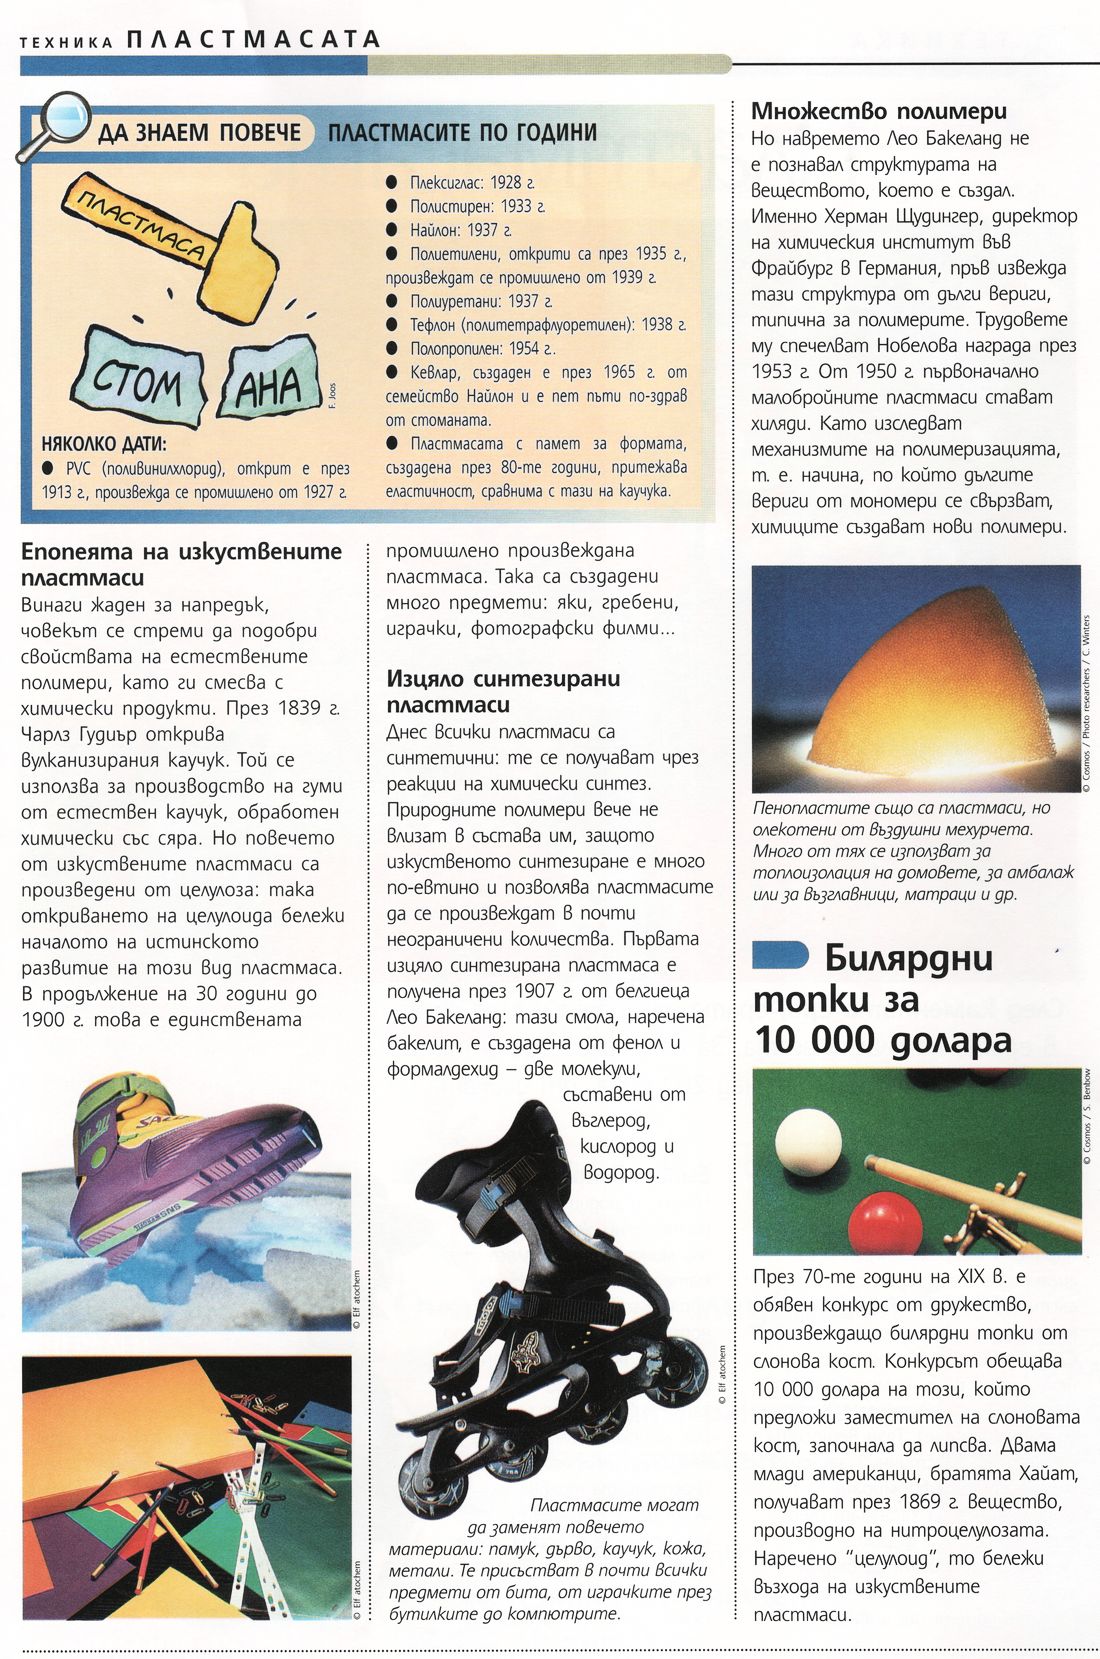 ТЕХНИКА ПЛАСТМАСАТА
ДА ЗНАЕМ ПОВЕЧЕ ПЛАСТМАСИТЕ ПО ГОДИНИ
ПЛАСТМАСА
СТОМ АНА
F. Joos
НЯКОЛКО ДАТИ:
● PVC (поливинилхлорид), открит е през
1913 г., произвежда се промишлено от 1927 г.
● Плексиглас: 1928 г.
● Полистирен: 1933 г.
● Найлон: 1937 г.
● Полиетилени, открити са през 1935 г.,
произвеждат се промишлено от 1939 г.
● Полиуретани: 1937 г.
● Тефлон (политетрафлуоретилен): 1938 г.
● Полопропилен: 1954 г.
● Кевлар, създаден е през 1965 г. от
семейство Найлон и е пет пъти по-здрав
от стоманата.
● Пластмасата с памет за формата,
създадена през 80-те години, притежава
еластичност, сравнима с тази на каучука.
Епопеята на изкуствените
пластмаси
Винаги жаден за напредък,
човекът се стреми да подобри
свойствата на естествените
полимери, като ги смесва с
химически продукти. През 1839 г.
Чарлз Гудиър открива
вулканизирания каучук. Той се
използва за производство на гуми
от естествен каучук, обработен
химически със сяра. Но повечето
от изкуствените пластмаси са
произведени от целулоза: така
откриването на целулоида бележи
началото на истинското
развитие на този вид пластмаса.
В продължение на 30 години до
1900 г. това е единствената
© Elf atochem
© Elf atochem
промишлено произвеждана
пластмаса. Така са създадени
много предмети: яки, гребени,
играчки, фотографски филми...
Изцяло синтезирани
пластмаси
Днес всички пластмаси са
синтетични: те се получават чрез
реакции на химически синтез.
Природните полимери вече не
влизат в състава им, защото
изкуственото синтезиране е много
по-евтино и позволява пластмасите
да се произвеждат в почти
неограничени количества. Първата
изцяло синтезирана пластмаса е
получена през 1907 г. от белгиеца
Лео Бакеланд: тази смола, наречена
бакелит, е създадена от фенол и
формалдехид – две молекули,
съставени от
въглерод,
кислород и
водород.
© Elf atochem
Пластмасите могат
да заменят повечето
материали: памук, дърво, каучук, кожа,
метали. Те присъстват в почти всички
предмети от бита, от играчките през
бутилките до компютрите.
Множество полимери
Но навремето Лео Бакеланд не
е познавал структурата на
веществото, което е създал.
Именно Херман Щудингер, директор
на химическия институт във
Фрайбург в Германия, пръв извежда
тази структура от дълги вериги,
типична за полимерите. Трудовете
му спечелват Нобелова награда през
1953 г. От 1950 г. първоначално
малобройните пластмаси стават
хиляди. Като изследват
механизмите на полимеризацията,
т. е. начина, по който дългите
вериги от мономери се свързват,
химиците създават нови полимери.
© Cosmos / Photo researchers / C. Winters
Пенопластите също са пластмаси, но
олекотени от въздушни мехурчета.
Много от тях се използват за
топлоизолация на домовете, за амбалаж
или за възглавници, матраци и др.
Билярдни
топки за
10 000 долара
© Cosmos / S. Benbow
През 70-те години на XIX в. е
обявен конкурс от дружество,
произвеждащо билярдни топки от
слонова кост. Конкурсът обещава
10 000 долара на този, който
предложи заместител на слоновата
кост, започнала да липсва. Двама
млади американци, братята Хайат,
получават през 1869 г. вещество,
производно на нитроцелулозата.
Наречено “целулоид”, то бележи
възхода на изкуствените
пластмаси.